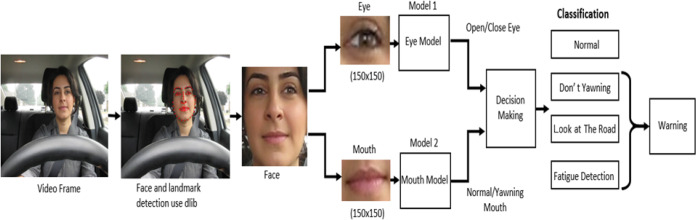 Video Frame
Face and landmark
detection use dlib
Face
Eye
(150x150)
Mouth
(150x150)
Model 1
Eye Model
Model 2
Mouth Model
Open/Close Eye
Normal/Yawning
Mouth
Decision
Making
Classification
Normal
Don't Yawning
Look at The Road
Fatigue Detection
Warning